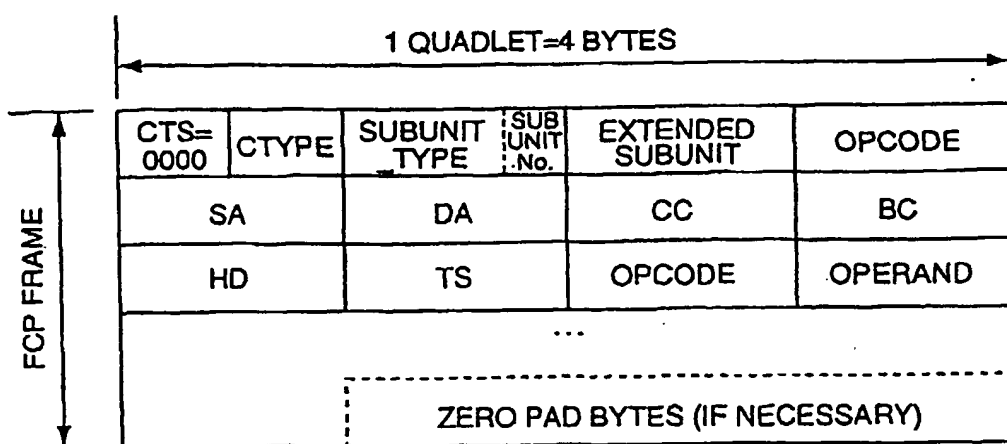 1 QUADLET=4 BYTES
FCP FRAME
CTS=
0000
CTYPE
SUBUNIT
TYPE
SUB
UNIT
No.
EXTENDED
SUBUNIT
OPCODE
SA
DA
CC
BC
HD
TS
OPCODE
OPERAND
...
ZERO PAD BYTES (IF NECESSARY)